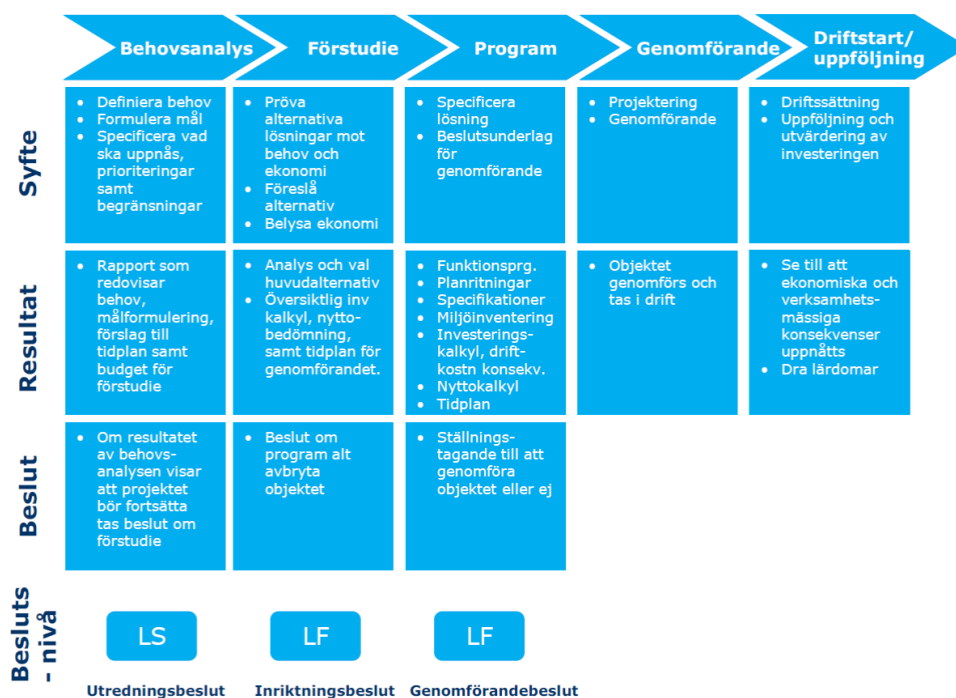 Behovsanalys
Förstudie
Program
Genomförande
Driftstart/
uppföljning
Syfte
• Definiera behov
• Formulera mål
• Specificera vad
ska uppnås,
prioriteringar
samt
begränsningar
• Pröva
alternativa
lösningar mot
behov och
ekonomi
• Föreslå
alternativ
• Belysa ekonomi
• Specificera
lösning
• Beslutsunderlag
för
genomförande
• Projektering
• Genomförande
• Driftssättning
• Uppföljning och
utvärdering av
investeringen
Resultat
• Rapport som
redovisar
behov,
målformulering,
förslag till
tidplan samt
budget för
förstudie
• Analys och val
huvudalternativ
• Översiktlig inv
kalkyl, nytto-
bedömning,
samt tidplan för
genomförandet.
• Funktionsprg.
• Planritningar
• Specifikationer
• Miljöinventering
• Investerings-
kalkyl, drift-
kostn konsekv.
• Nyttokalkyl
• Tidplan
• Objektet
genomförs och
tas i drift
• Se till att
ekonomiska och
verksamhets-
mässiga
konsekvenser
uppnåtts
• Dra lärdomar
Beslut
• Om resultatet
av behovs-
analysen visar
att projektet
bör fortsätta
tas beslut om
förstudie
• Beslut om
program alt
avbryta
objektet
• Ställnings-
tagande till att
genomföra
objektet eller ej
Besluts
- nivå
LS
LF
LF
Utredningsbeslut
Inriktningsbeslut
Genomförandebeslut